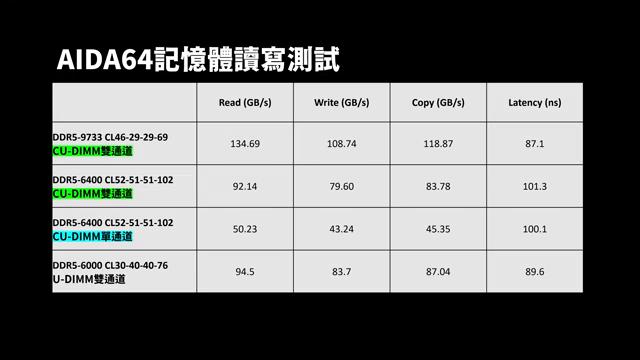 AIDA64記憶體讀寫測試
Read (GB/s) Write (GB/s) Copy (GB/s) Latency (ns)
DDR5-9733 CL46-29-29-69
CU-DIMM雙通道 134.69 108.74 118.87 87.1
DDR5-6400 CL52-51-51-102
CU-DIMM雙通道 92.14 79.60 83.78 101.3
DDR5-6400 CL52-51-51-102
CU-DIMM單通道 50.23 43.24 45.35 100.1
DDR5-6000 CL30-40-40-76
U-DIMM雙通道 94.5 83.7 87.04 89.6